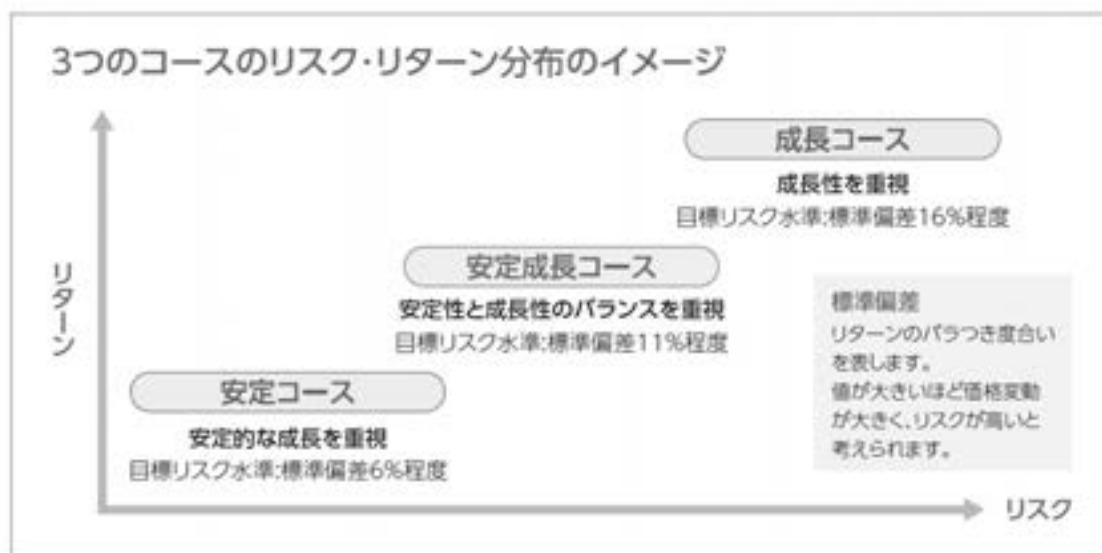 3つのコースのリスク・リターン分布のイメージ
成長コース
成長性を重視
目標リスク水準:標準偏差16%程度
安定成長コース
安定性と成長性のバランスを重視
目標リスク水準:標準偏差11%程度
安定コース
安定的な成長を重視
目標リスク水準:標準偏差6%程度
リターン
標準偏差
リターンのバラつき度合い
を表します。
値が大きいほど価格変動
が大きく、リスクが高いと
考えられます。
リスク